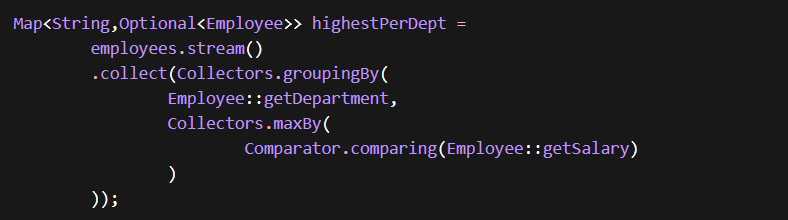 Map<String,Optional<Employee>> highestPerDept =
employees.stream()
.collect(Collectors.groupingBy(
Employee::getDepartment,
Collectors.maxBy(
Comparator.comparing(Employee::getSalary)
)
));